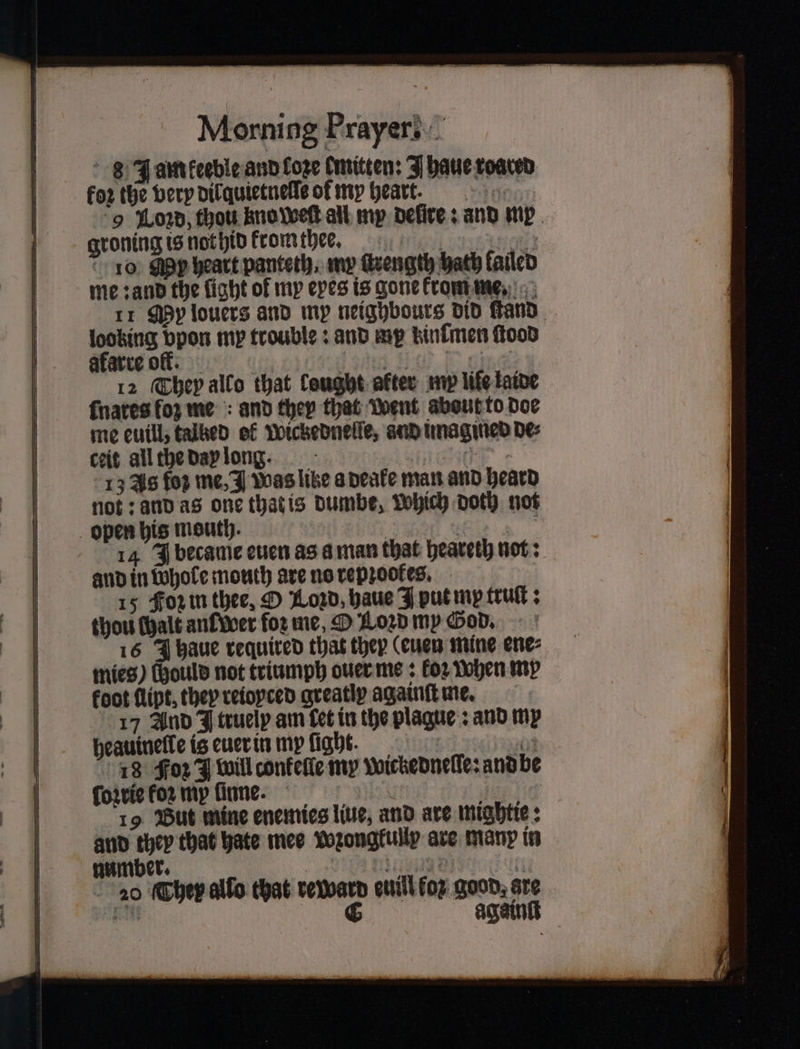 Morning Prayer.
8 I am feeble and sore smitten: I haue roared
for the very disquietnesse of my heart.
9 Lord, thou knowest all my desire : and my
groning is not hid from thee.
10 My heart panteth, my strength hath failed
me : and the sight of my eyes is gone from me.
11 My louers and my neighbours did stand
looking vpon my trouble : and my kinsmen stood
afarre off.
12 They also that sought after my life laide
snares for me : and they that went about to doe
me euill, talked of wickednesse, and imagined de-
ceit all the day long.
13 As for me, I was like a deafe man and heard
not : and as one that is dumbe, which doth not
open his mouth.
14 I became euen as a man that heareth not :
and in whose mouth are no reproofes.
15 For in thee, O Lord, haue I put my trust :
thou shalt answer for me, O Lord my God.
16 I haue required that they (euen mine ene-
mies) should not triumph ouer me : for when my
foot slipt, they reioyced greatly against me.
17 And I truely am set in the plague : and my
heauinesse is euer in my sight.
18 For I will confesse my wickednesse: and be
sorrie for my sinne.
19 But mine enemies liue, and are mightie :
and they that hate mee wrongfully are many in
number.
20 They also that reward euill for good, are
C against